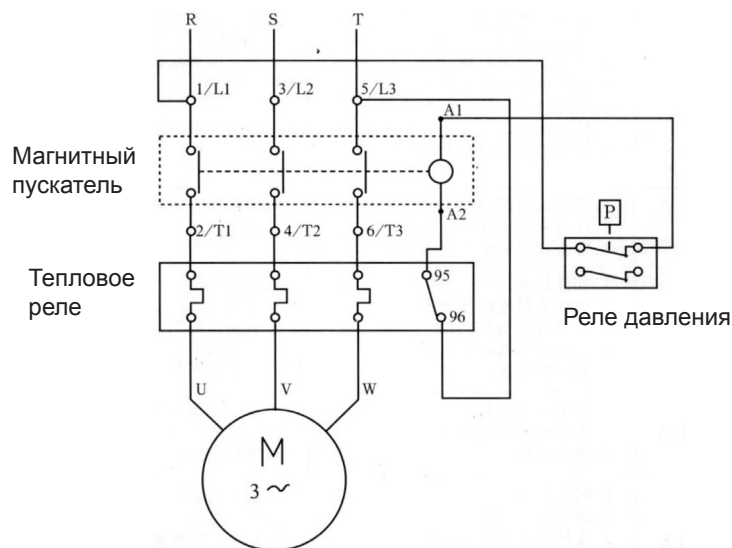 R S T
1/L1 3/L2 5/L3
A1
Магнитный
пускатель
A2
2/T1 4/T2 6/T3
P
Тепловое
реле
95
96
Реле давления
U V W
M
3 ~